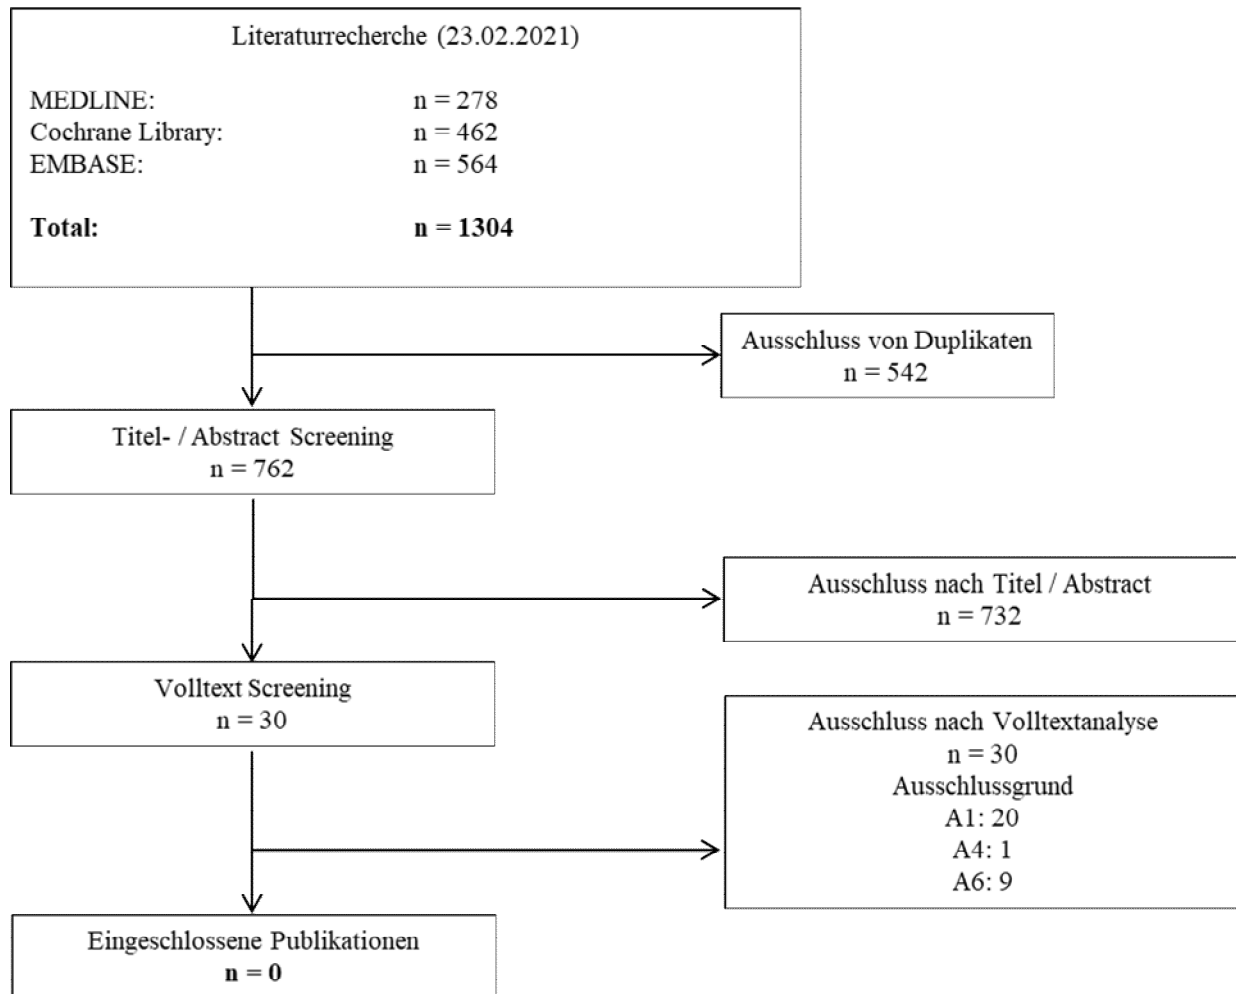 Literaturrecherche (23.02.2021)
MEDLINE: n = 278
Cochrane Library: n = 462
EMBASE: n = 564
Total: n = 1304
Ausschluss von Duplikaten
n = 542
Titel- / Abstract Screening
n = 762
Ausschluss nach Titel / Abstract
n = 732
Volltext Screening
n = 30
Ausschluss nach Volltextanalyse
n = 30
Ausschlussgrund
A1: 20
A4: 1
A6: 9
Eingeschlossene Publikationen
n = 0